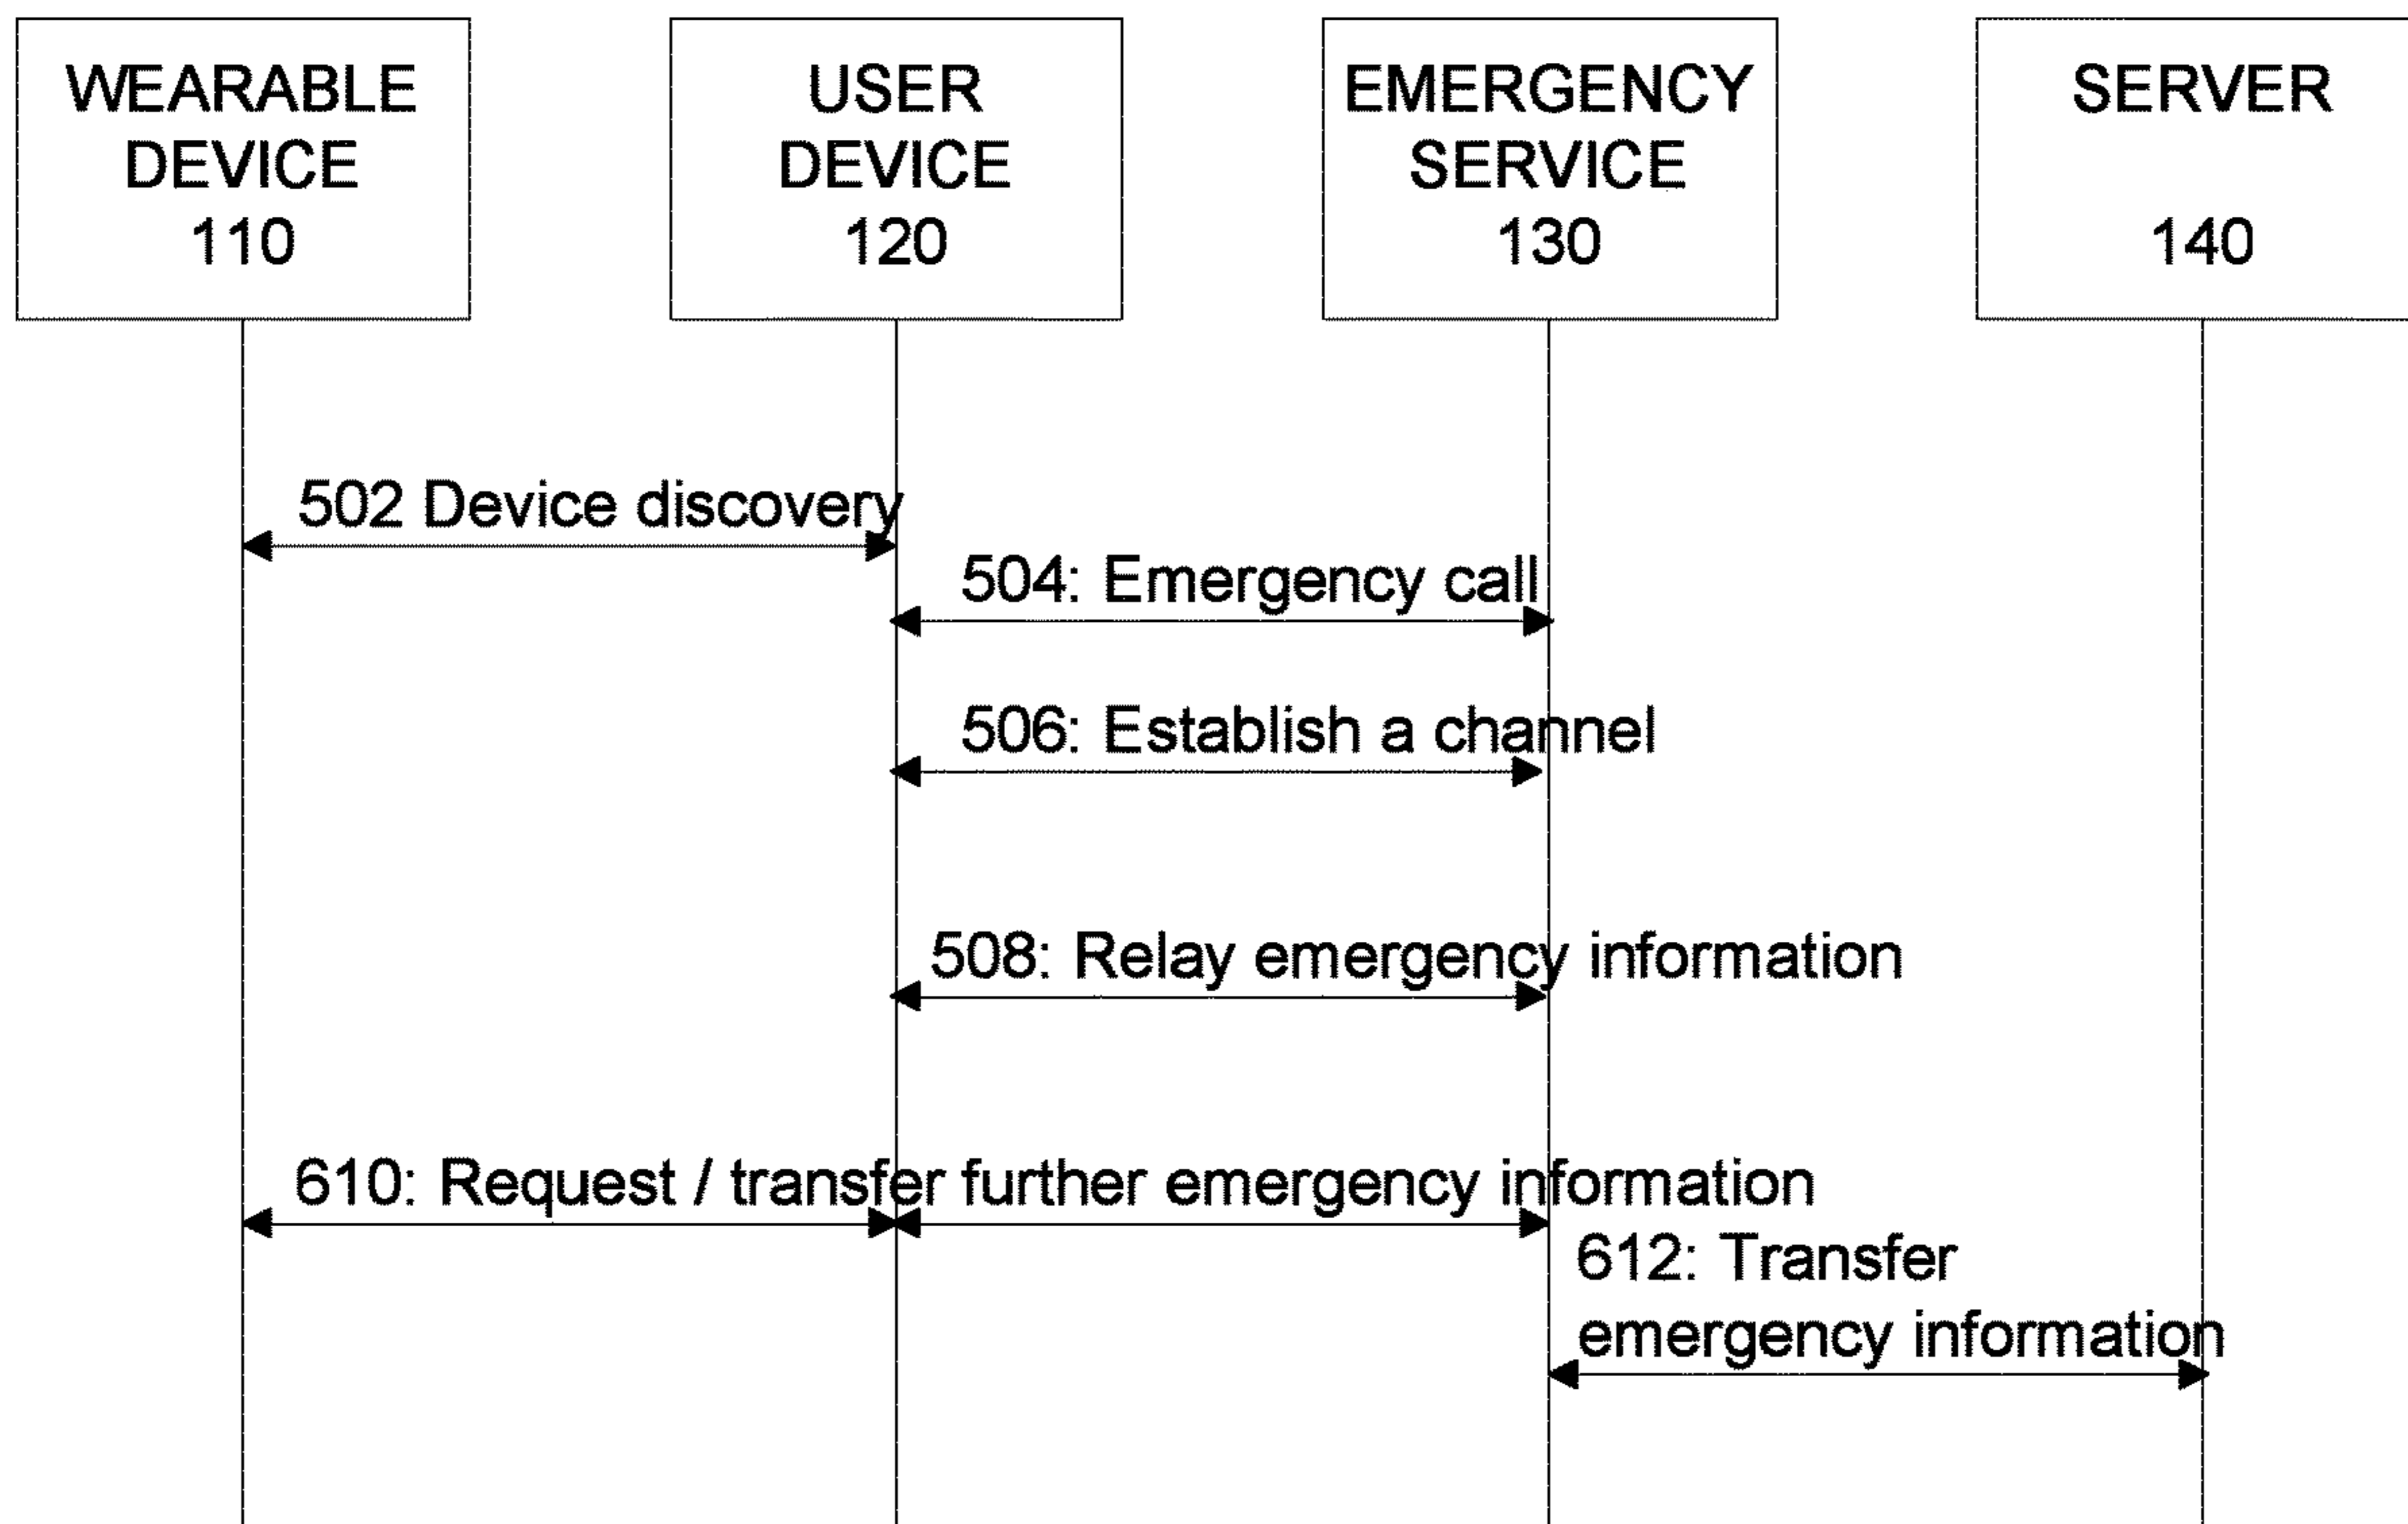 WEARABLE
DEVICE
110
USER
DEVICE
120
EMERGENCY
SERVICE
130
SERVER
140
502 Device discovery
504: Emergency call
506: Establish a channel
508: Relay emergency information
610: Request / transfer further emergency information
612: Transfer
emergency information